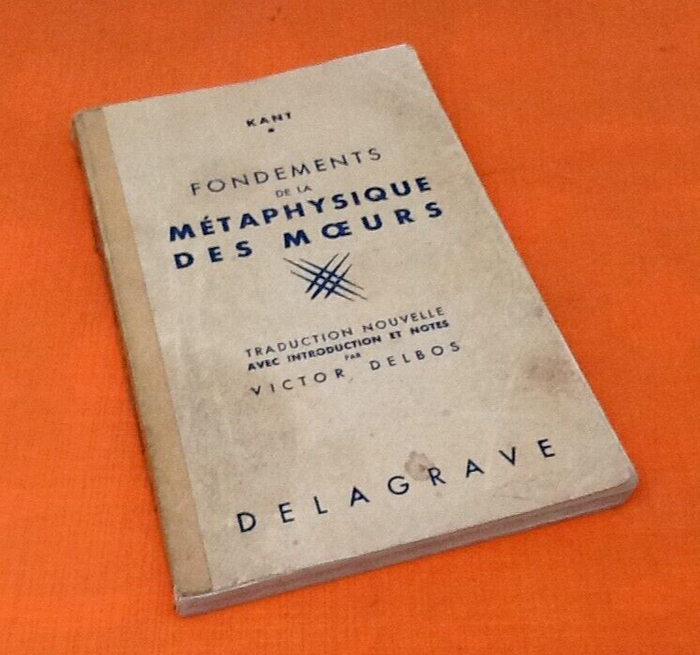 KANT
FONDEMENTS
DE LA
MÉTAPHYSIQUE
DES MŒURS
TRADUCTION NOUVELLE
AVEC INTRODUCTION ET NOTES
PAR
VICTOR DELBOS
DELAGRAVE